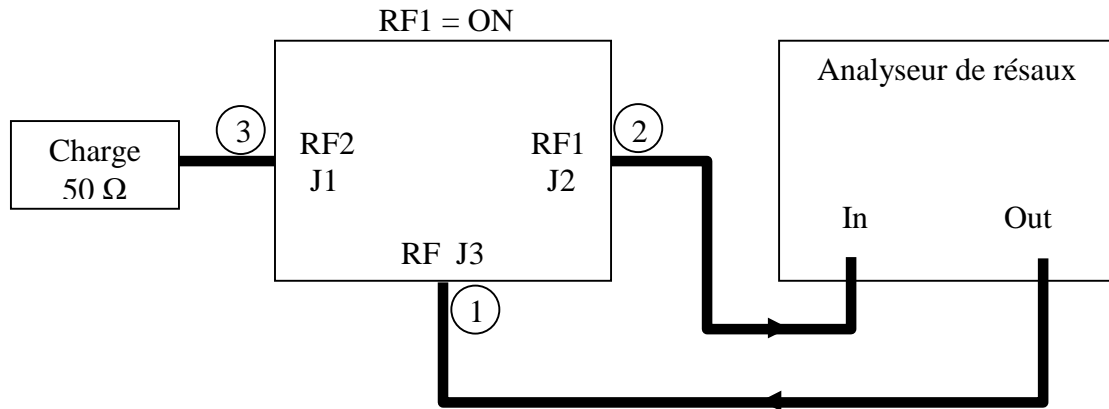 RF1 = ON
Analyseur de résaux
Charge
50 Ω
3
RF2
J1
RF1
J2
2
In
Out
RF J3
1